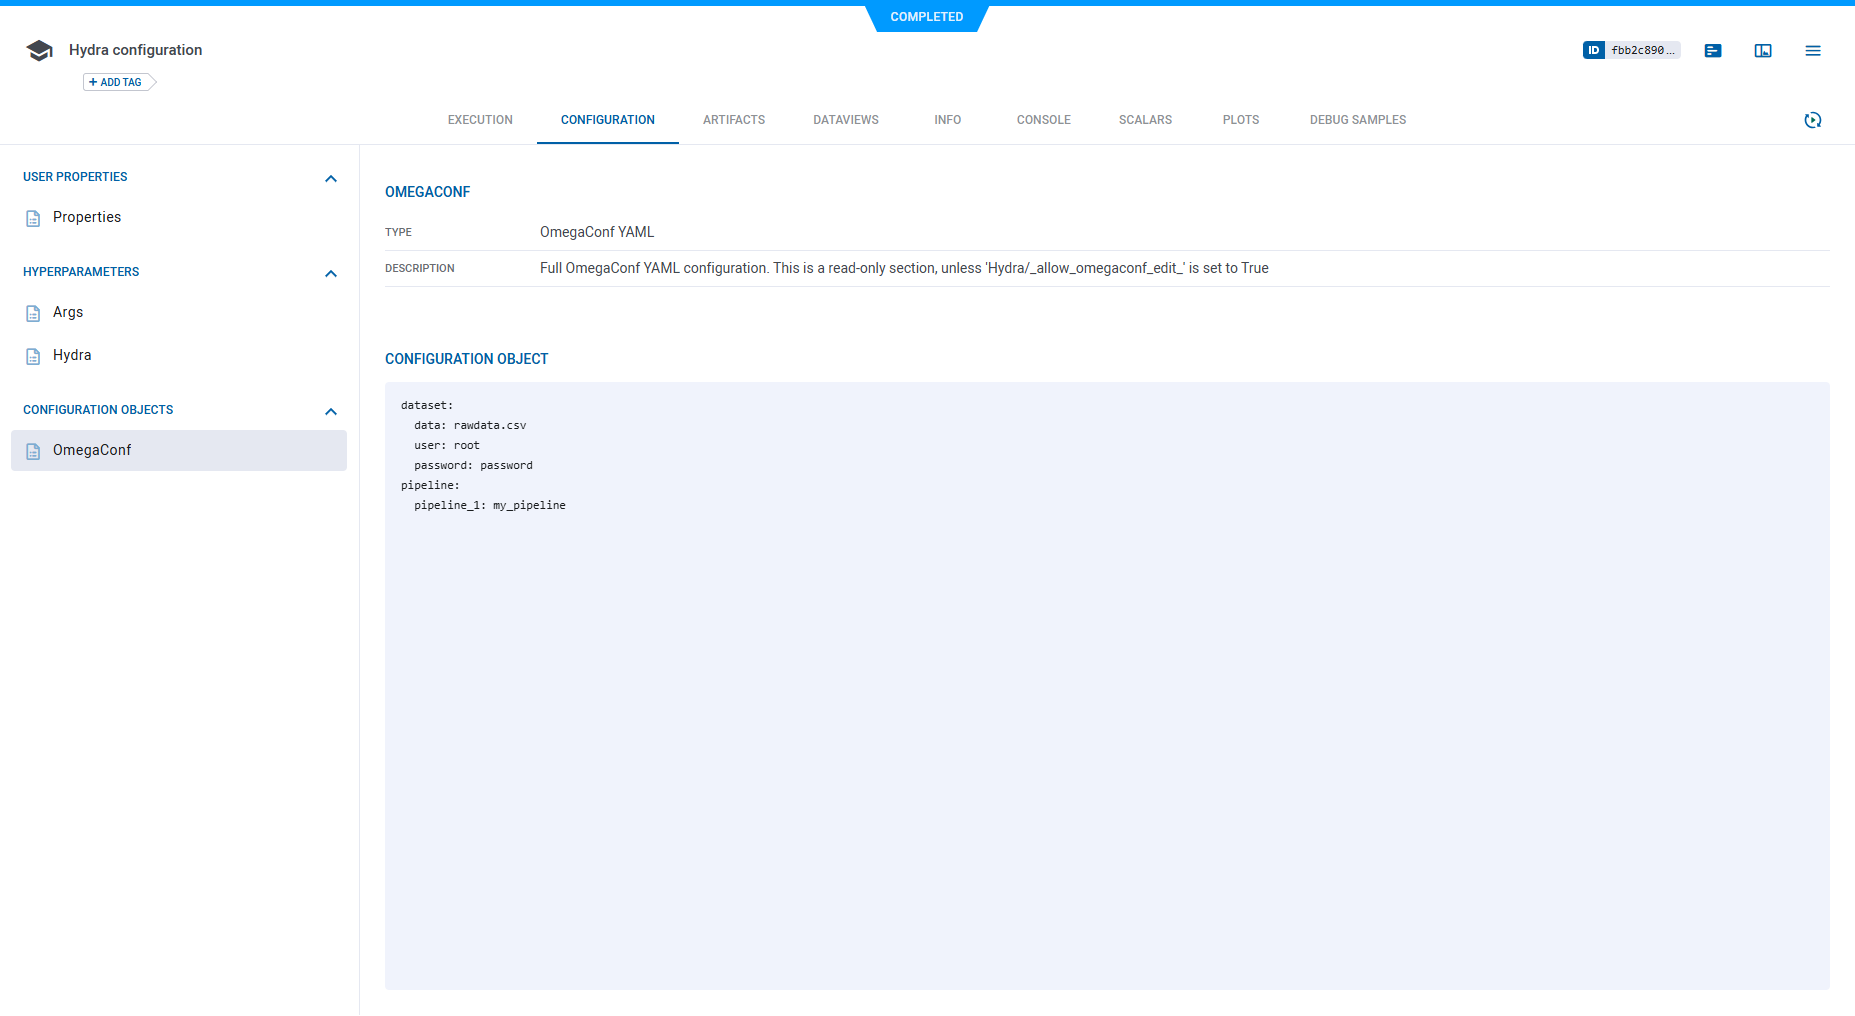 COMPLETED
Hydra configuration
ID fbb2c890...
+ ADD TAG
EXECUTION CONFIGURATION ARTIFACTS DATAVIEWS INFO CONSOLE SCALARS PLOTS DEBUG SAMPLES
USER PROPERTIES
Properties
HYPERPARAMETERS
Args
Hydra
CONFIGURATION OBJECTS
OmegaConf
OMEGACONF
TYPE OmegaConf YAML
DESCRIPTION Full OmegaConf YAML configuration. This is a read-only section, unless 'Hydra/_allow_omegaconf_edit_' is set to True
CONFIGURATION OBJECT
dataset:
  data: rawdata.csv
  user: root
  password: password
pipeline:
  pipeline_1: my_pipeline